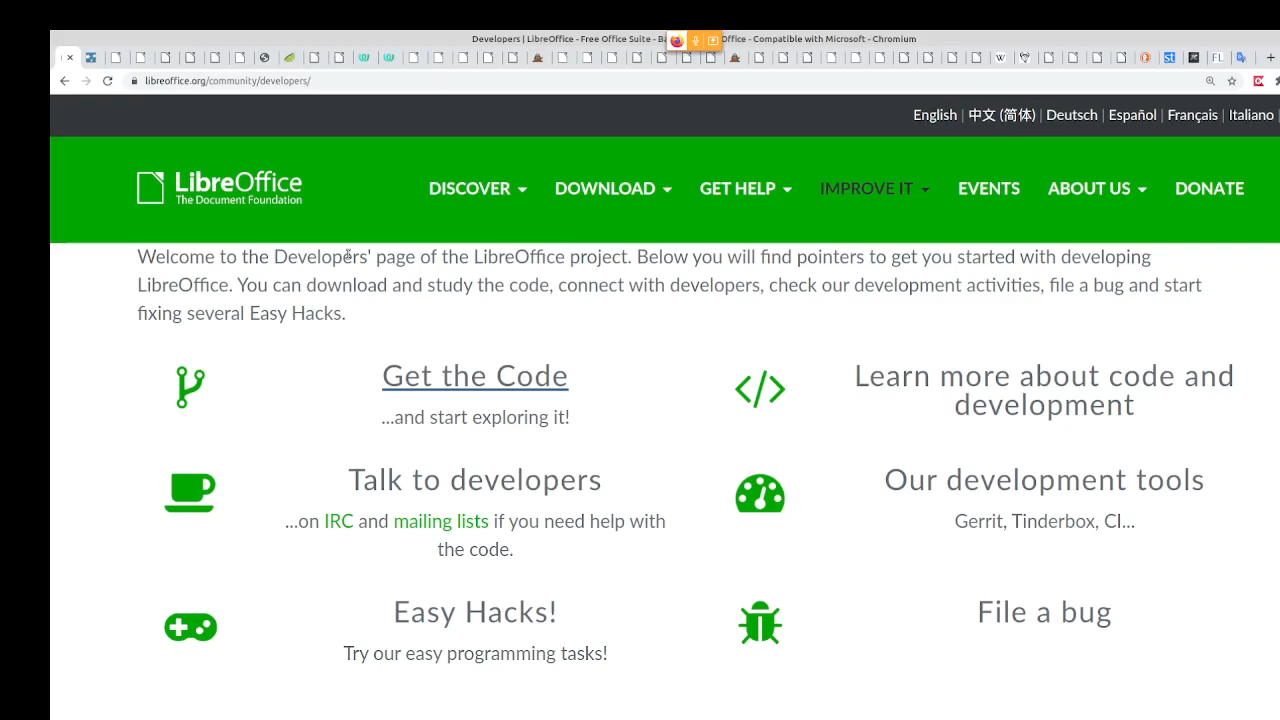 Developers | LibreOffice - Free Office Suite - Ba
Office - Compatible with Microsoft - Chromium
libreoffice.org/community/developers/
English | 中文 (简体) | Deutsch | Español | Français | Italiano |
LibreOffice
The Document Foundation
DISCOVER DOWNLOAD GET HELP IMPROVE IT EVENTS ABOUT US DONATE
Welcome to the Developers' page of the LibreOffice project. Below you will find pointers to get you started with developing
LibreOffice. You can download and study the code, connect with developers, check our development activities, file a bug and start
fixing several Easy Hacks.
Get the Code
...and start exploring it!
Learn more about code and
development
Talk to developers
...on IRC and mailing lists if you need help with
the code.
Our development tools
Gerrit, Tinderbox, CI...
Easy Hacks!
Try our easy programming tasks!
File a bug